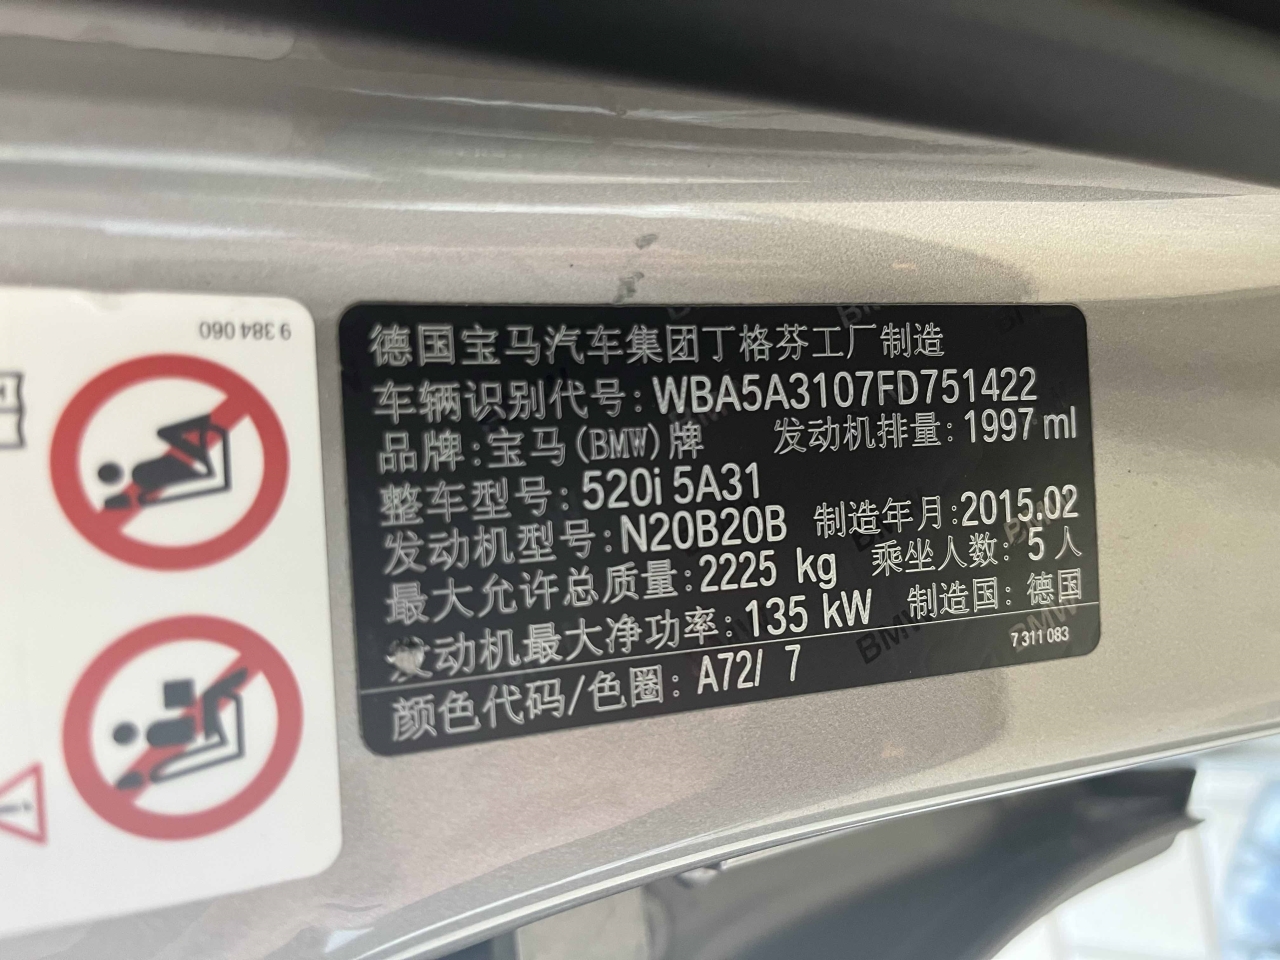 9 384 060
德国宝马汽车集团丁格芬工厂制造
车辆识别代号: WBA5A3107FD751422
品牌:宝马(BMW)牌 发动机排量: 1997 ml
整车型号: 520i 5A31
发动机型号: N20B20B 制造年月:2015.02
最大允许总质量:2225 kg 乘坐人数: 5 人
发动机最大净功率: 135 kW 制造国: 德国
7 311 083
颜色代码/色圈: A72/ 7